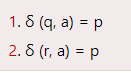 1. δ (q, a) = p
2. δ (r, a) = p